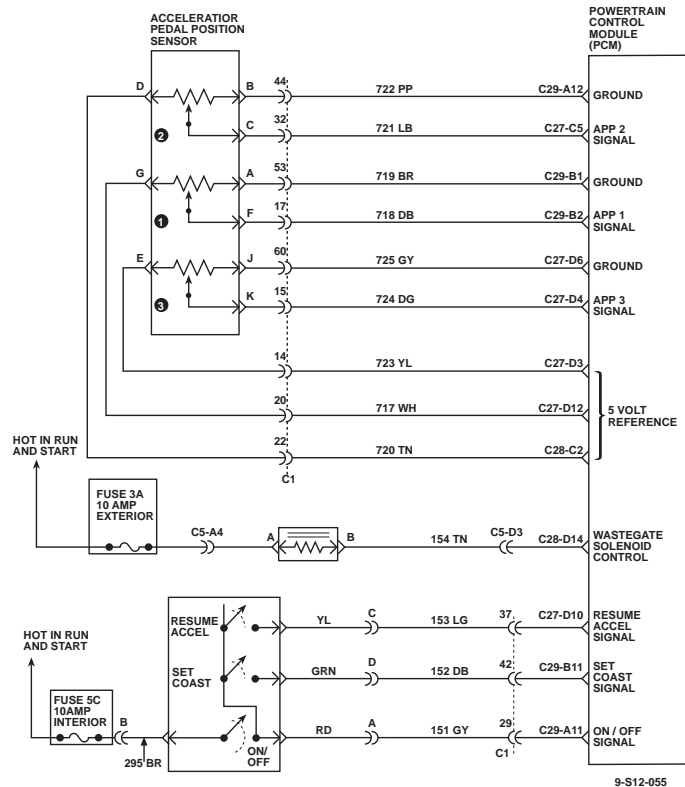 POWERTRAIN
CONTROL
MODULE
(PCM)
ACCELERATIOR
PEDAL POSITION
SENSOR
D
B
44
722 PP
C29-A12
GROUND
2
C
32
721 LB
C27-C5
APP 2
SIGNAL
G
A
53
719 BR
C29-B1
GROUND
1
F
17
718 DB
C29-B2
APP 1
SIGNAL
E
J
60
725 GY
C27-D6
GROUND
3
K
15
724 DG
C27-D4
APP 3
SIGNAL
14
723 YL
C27-D3
20
717 WH
C27-D12
5 VOLT
REFERENCE
22
720 TN
C28-C2
C1
HOT IN RUN
AND START
FUSE 3A
10 AMP
EXTERIOR
C5-A4
A
B
154 TN
C5-D3
C28-D14
WASTEGATE
SOLENOID
CONTROL
RESUME
ACCEL
YL
C
153 LG
37
C27-D10
RESUME
ACCEL
SIGNAL
HOT IN RUN
AND START
SET
COAST
GRN
D
152 DB
42
C29-B11
SET
COAST
SIGNAL
FUSE 5C
10AMP
INTERIOR
B
295 BR
ON/
OFF
RD
A
151 GY
29
C1
C29-A11
ON / OFF
SIGNAL
9-S12-055